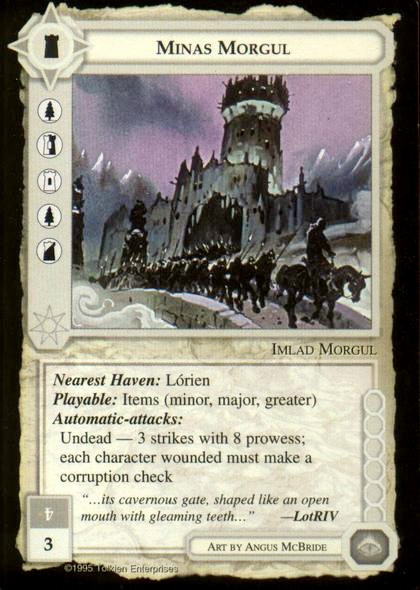 MINAS MORGUL
IMLAD MORGUL
Nearest Haven: Lórien
Playable: Items (minor, major, greater)
Automatic-attacks:
Undead — 3 strikes with 8 prowess;
each character wounded must make a
corruption check
“…its cavernous gate, shaped like an open
mouth with gleaming teeth…” —LotRIV
4
3
ART BY ANGUS MCBRIDE
©1995 Tolkien Enterprises